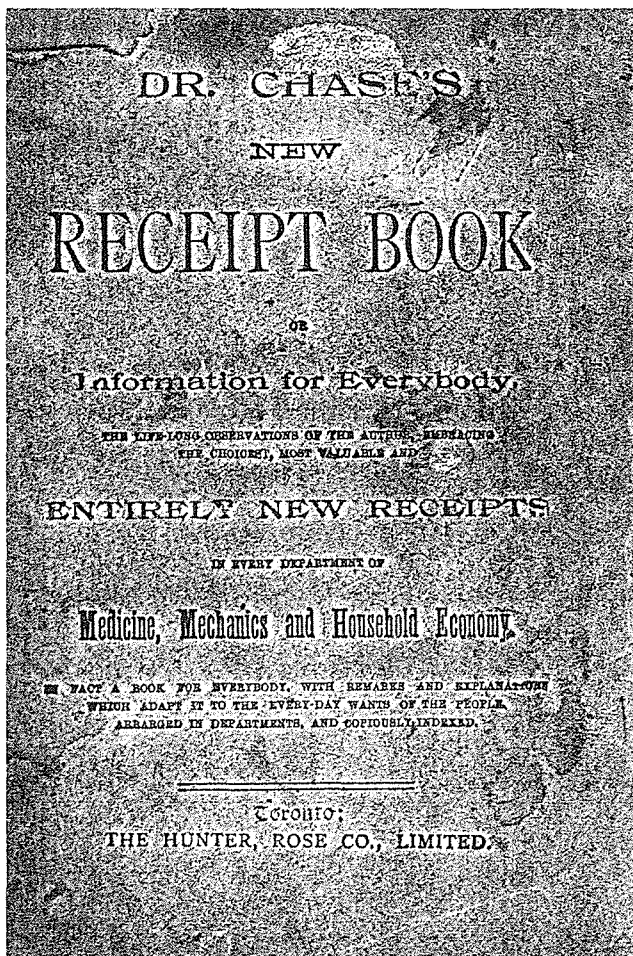 DR. CHASE'S
NEW
RECEIPT BOOK
OR
Information for Everybody.
THE LIFE-LONG OBSERVATIONS OF THE AUTHOR, EMBRACING
THE CHOICEST, MOST VALUABLE AND
ENTIRELY NEW RECEIPTS
IN EVERY DEPARTMENT OF
Medicine, Mechanics and Household Economy.
IN FACT A BOOK FOR EVERYBODY, WITH REMARKS AND EXPLANATIONS
WHICH ADAPT IT TO THE EVERY-DAY WANTS OF THE PEOPLE,
ARRARGED IN DEPARTMENTS, AND COPIOUSLY INDEXED.
Toronto:
THE HUNTER, ROSE CO., LIMITED.